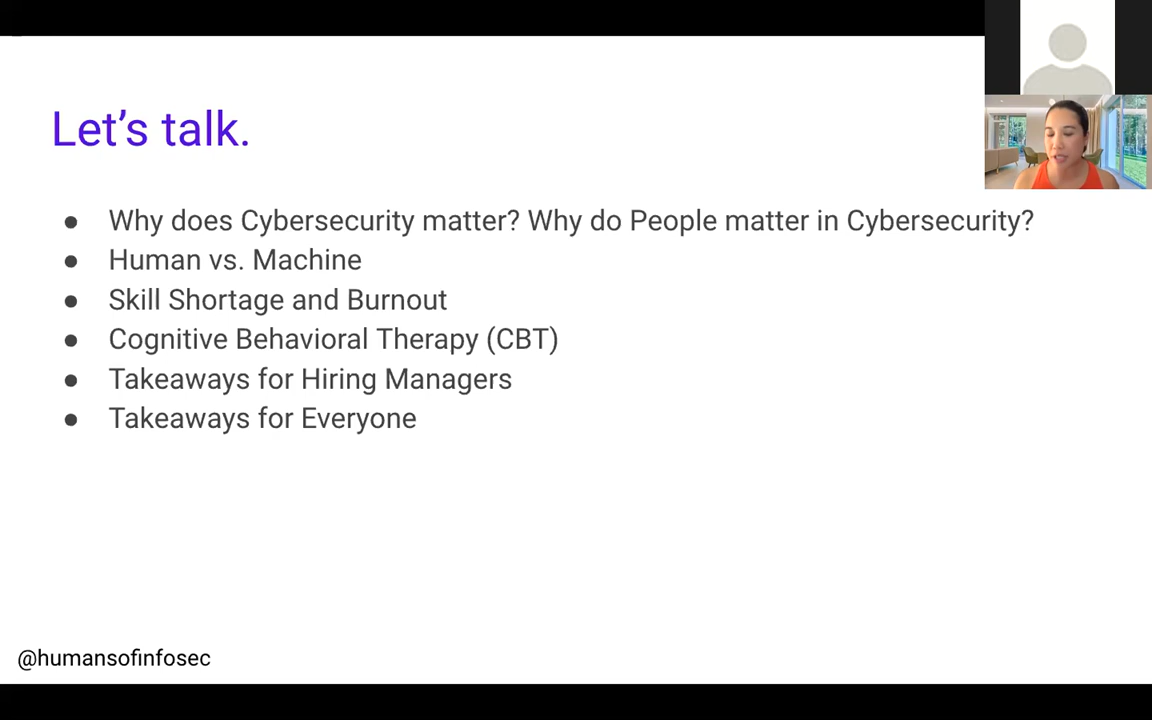 Let’s talk.
● Why does Cybersecurity matter? Why do People matter in Cybersecurity?
● Human vs. Machine
● Skill Shortage and Burnout
● Cognitive Behavioral Therapy (CBT)
● Takeaways for Hiring Managers
● Takeaways for Everyone
@humansofinfosec